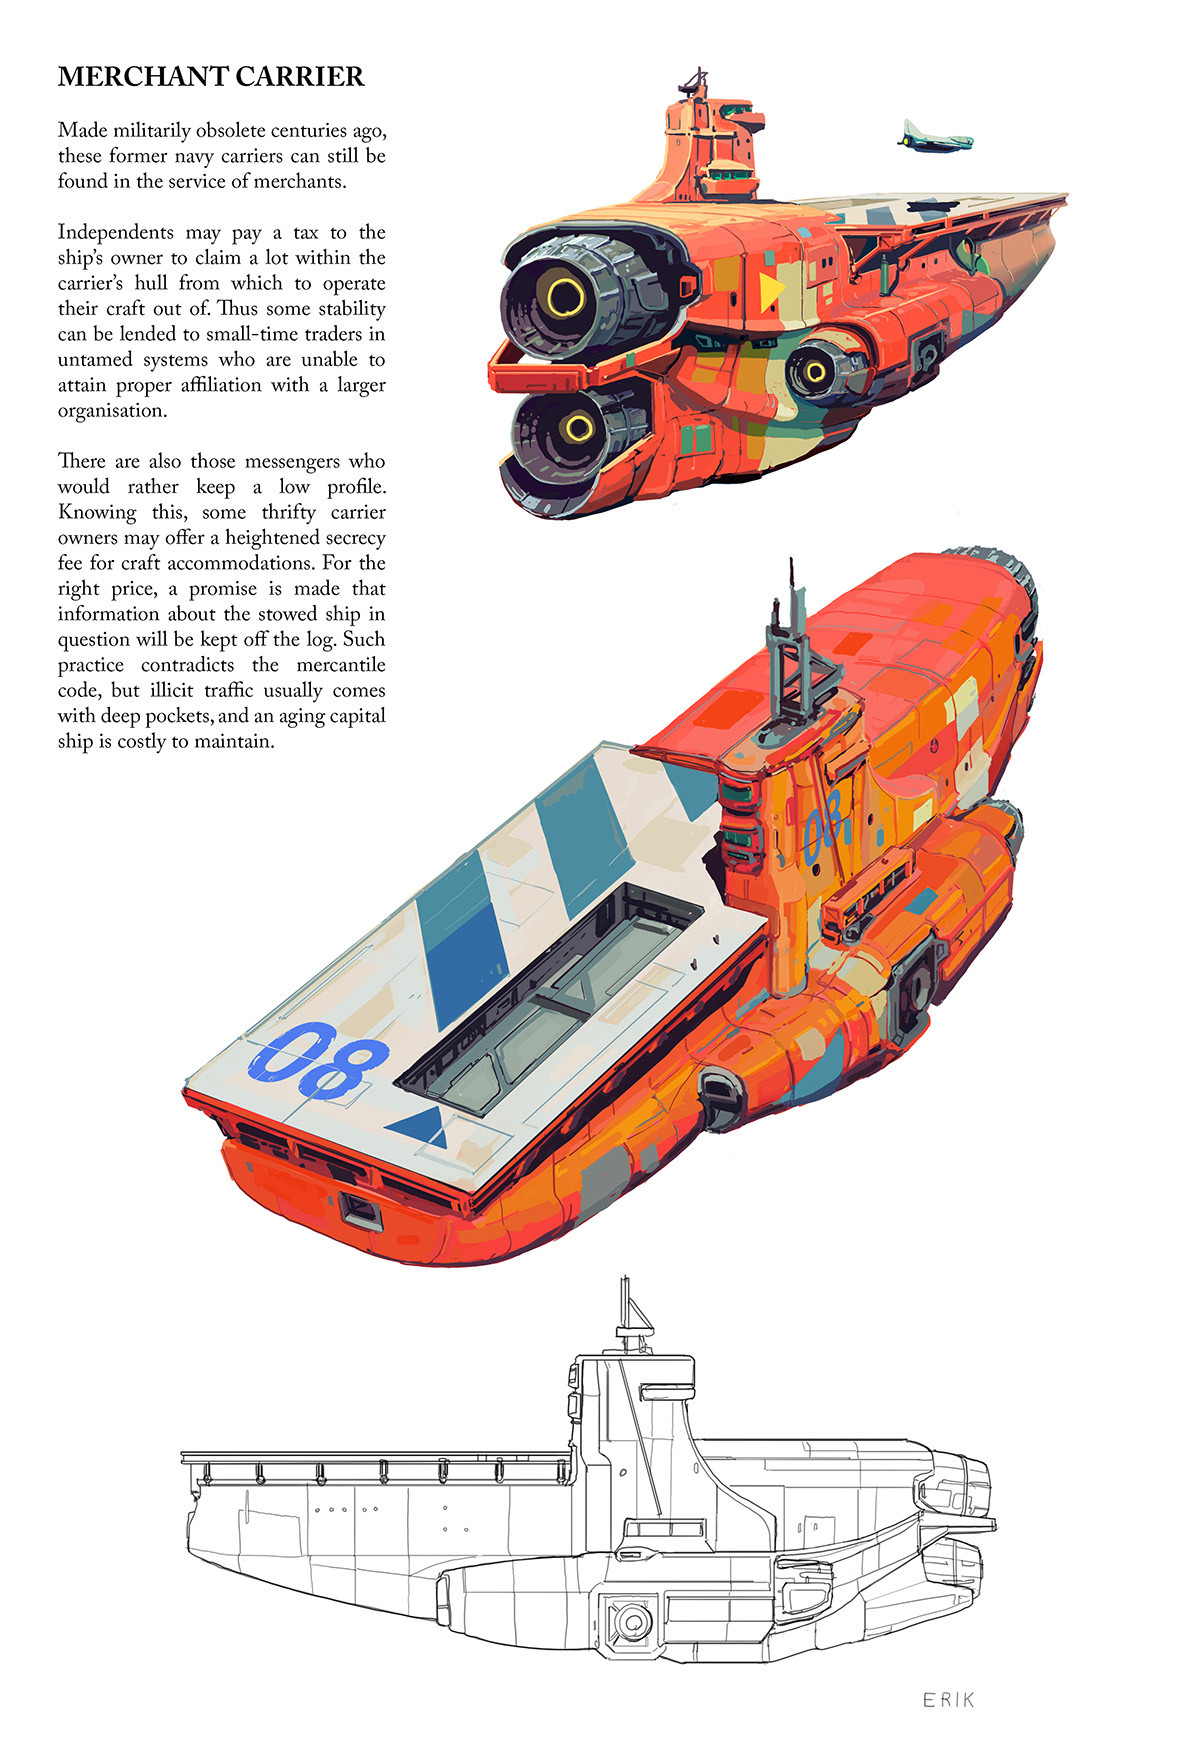 MERCHANT CARRIER
Made militarily obsolete centuries ago,
these former navy carriers can still be
found in the service of merchants.
Independents may pay a tax to the
ship's owner to claim a lot within the
carrier's hull from which to operate
their craft out of. Thus some stability
can be lended to small-time traders in
untamed systems who are unable to
attain proper affiliation with a larger
organisation.
There are also those messengers who
would rather keep a low profile.
Knowing this, some thrifty carrier
owners may offer a heightened secrecy
fee for craft accommodations. For the
right price, a promise is made that
information about the stowed ship in
question will be kept off the log. Such
practice contradicts the mercantile
code, but illicit traffic usually comes
with deep pockets, and an aging capital
ship is costly to maintain.
08
08
ERIK